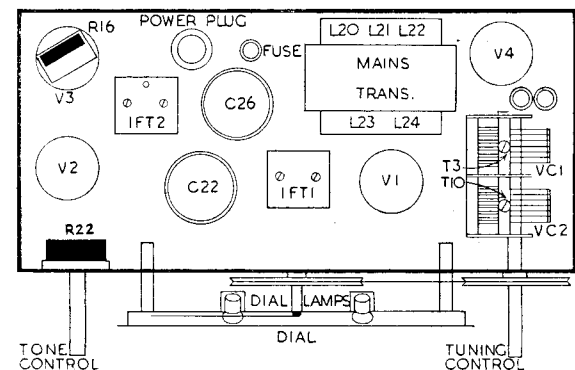 R16
POWER PLUG
FUSE
L20 L21 L22
MAINS
TRANS.
L23 L24
V4
V3
IFT2
C26
V2
C22
IFT1
V1
T3
T10
VC1
VC2
R22
DIAL LAMPS
DIAL
TONE
CONTROL
TUNING
CONTROL